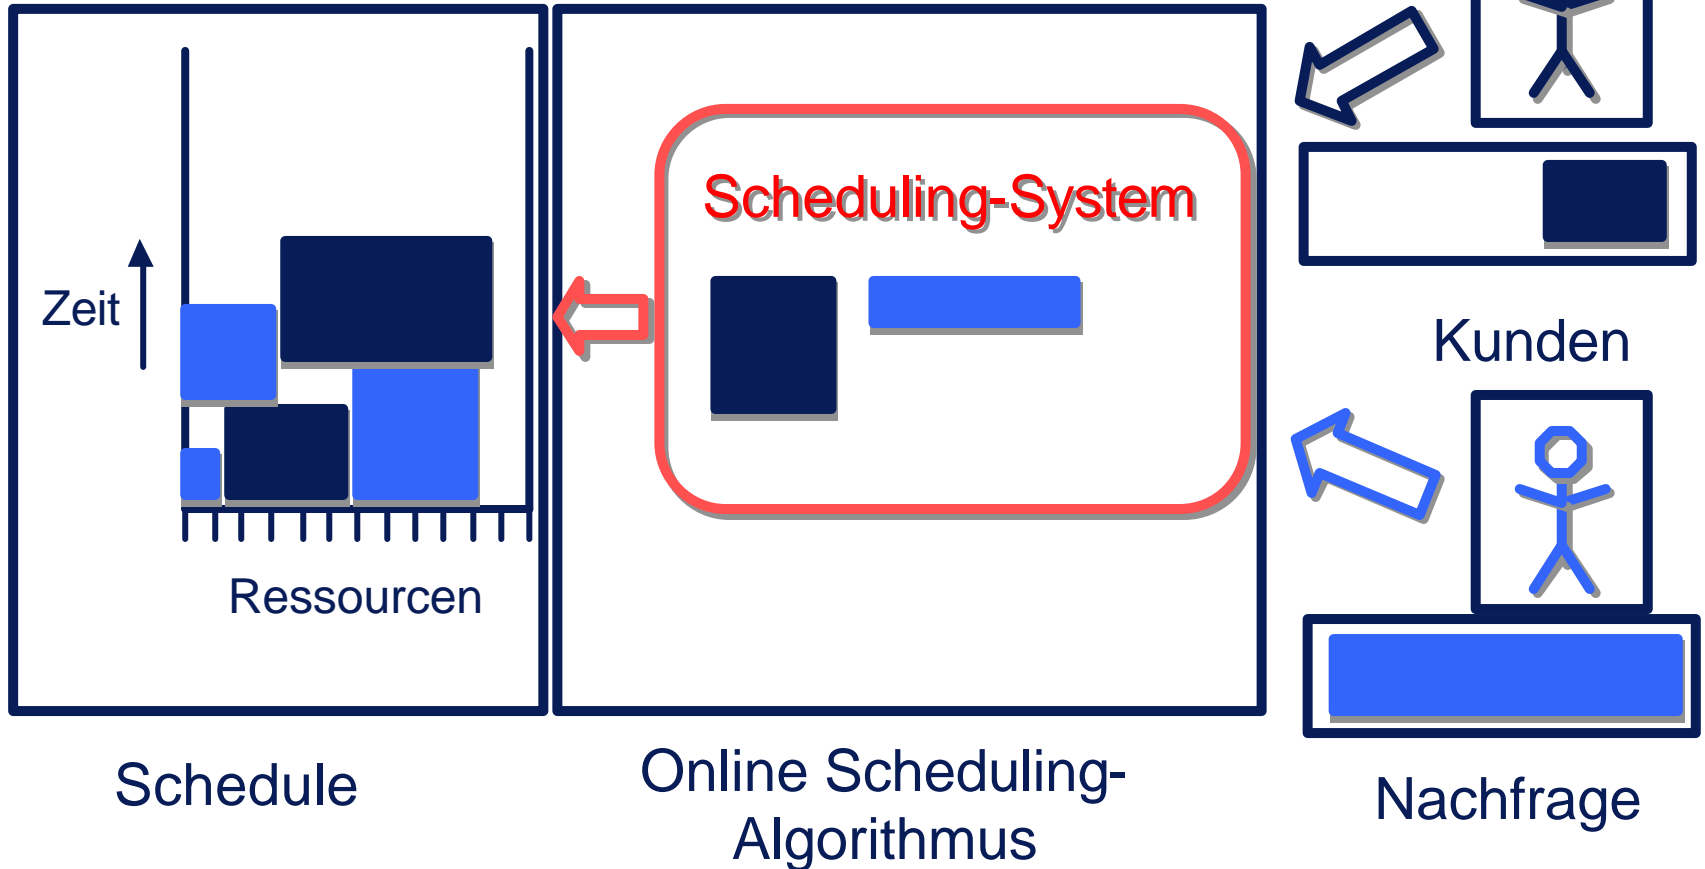 Scheduling-System
Zeit
Kunden
Ressourcen
Schedule
Online Scheduling-
Algorithmus
Nachfrage